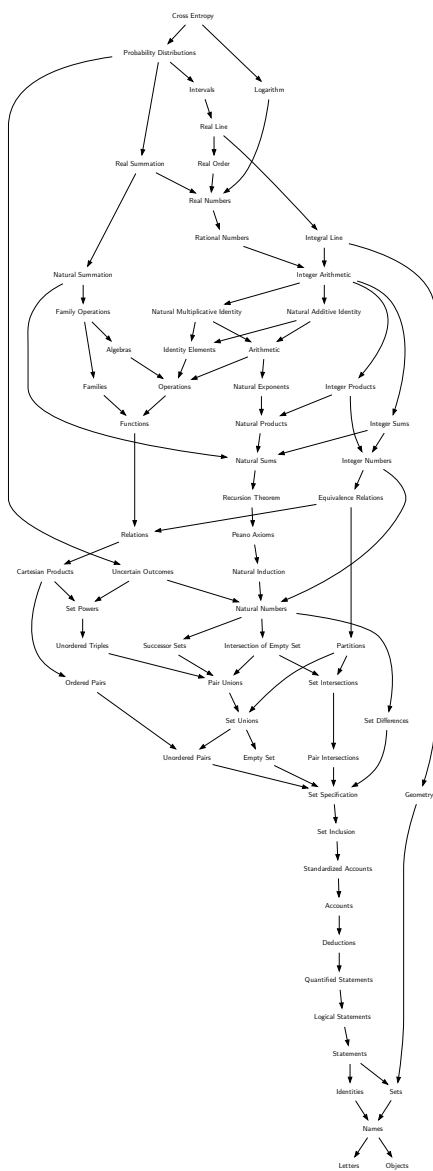 Cross Entropy
Probability Distributions
Intervals
Logarithm
Real Line
Real Summation
Real Order
Real Numbers
Rational Numbers
Integral Line
Natural Summation
Integer Arithmetic
Family Operations
Natural Multiplicative Identity
Natural Additive Identity
Algebras
Identity Elements
Arithmetic
Families
Operations
Natural Exponents
Integer Products
Functions
Natural Products
Integer Sums
Natural Sums
Integer Numbers
Recursion Theorem
Equivalence Relations
Relations
Peano Axioms
Cartesian Products
Uncertain Outcomes
Natural Induction
Set Powers
Natural Numbers
Unordered Triples
Successor Sets
Intersection of Empty Set
Partitions
Ordered Pairs
Pair Unions
Set Intersections
Set Unions
Set Differences
Unordered Pairs
Empty Set
Pair Intersections
Set Specification
Geometry
Set Inclusion
Standardized Accounts
Accounts
Deductions
Quantified Statements
Logical Statements
Statements
Identities
Sets
Names
Letters
Objects